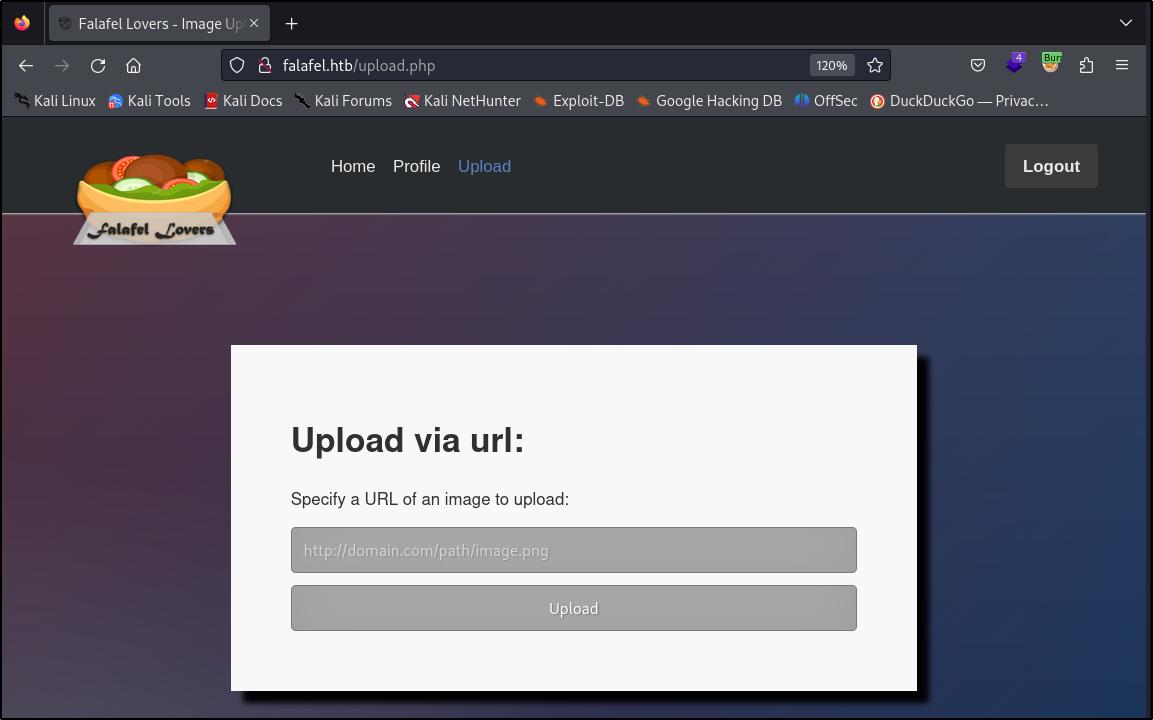 Falafel Lovers - Image Upl
falafel.htb/upload.php
120%
4
Burr
Kali Linux
Kali Tools
Kali Docs
Kali Forums
Kali NetHunter
Exploit-DB
Google Hacking DB
OffSec
DuckDuckGo — Privac…
Falafel Lovers
Home
Profile
Upload
Logout
Upload via url:
Specify a URL of an image to upload:
http://domain.com/path/image.png
Upload